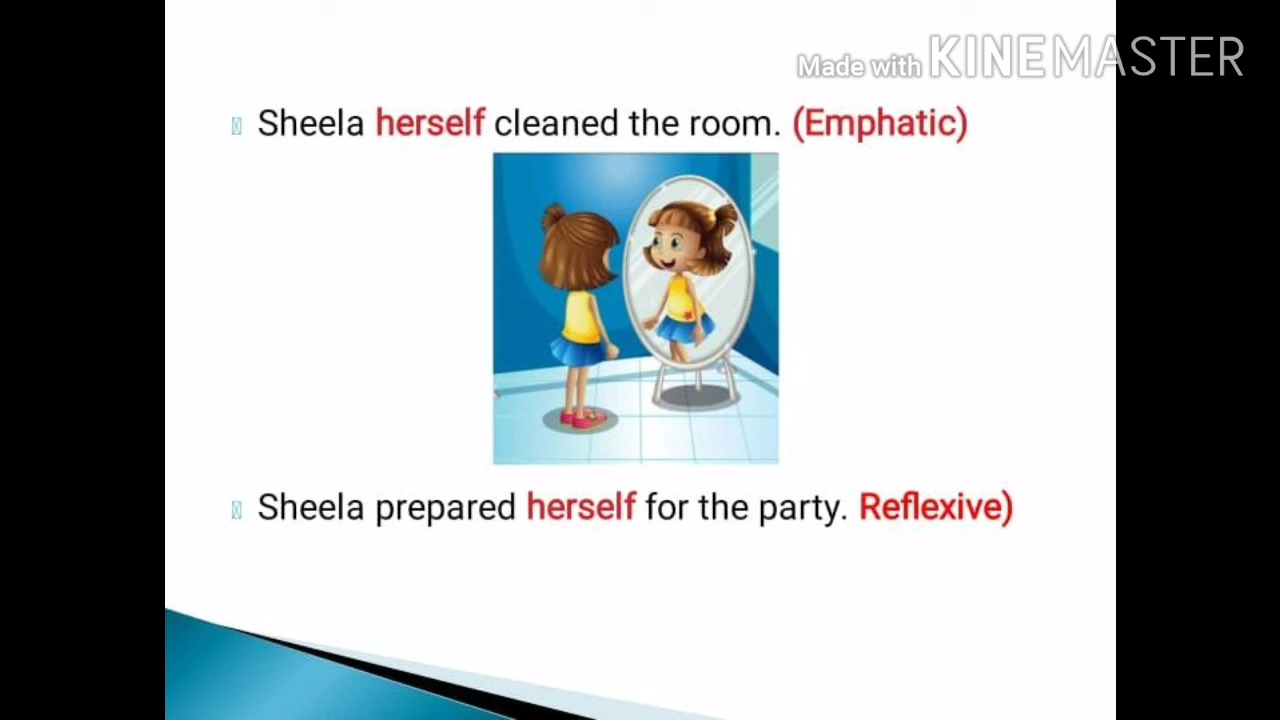 Made with KINEMASTER
Sheela herself cleaned the room. (Emphatic)
Sheela prepared herself for the party. Reflexive)